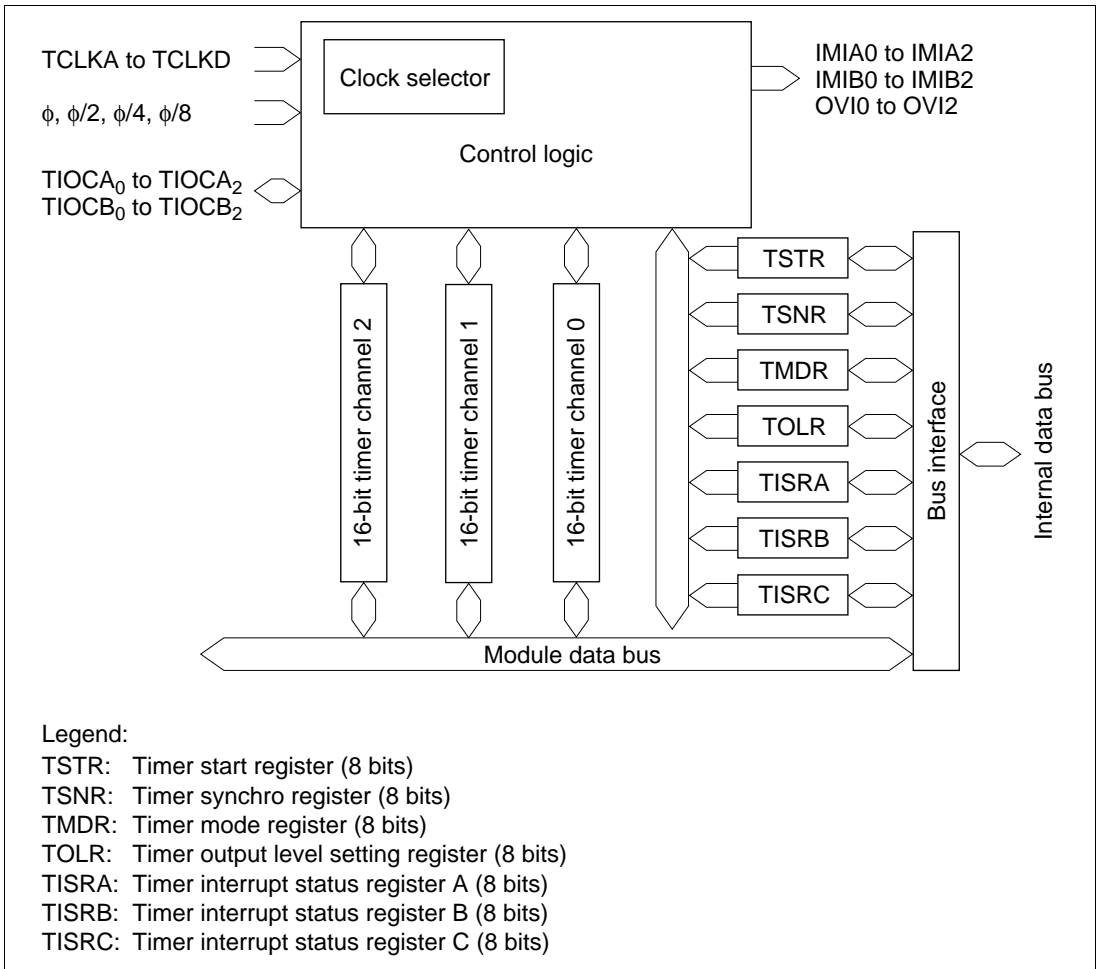 TCLKA to TCLKD
ϕ, ϕ/2, ϕ/4, ϕ/8
TIOCA0 to TIOCA2
TIOCB0 to TIOCB2
Clock selector
Control logic
IMIA0 to IMIA2
IMIB0 to IMIB2
OVI0 to OVI2
16-bit timer channel 2
16-bit timer channel 1
16-bit timer channel 0
TSTR
TSNR
TMDR
TOLR
TISRA
TISRB
TISRC
Bus interface
Internal data bus
Module data bus
Legend:
TSTR: Timer start register (8 bits)
TSNR: Timer synchro register (8 bits)
TMDR: Timer mode register (8 bits)
TOLR: Timer output level setting register (8 bits)
TISRA: Timer interrupt status register A (8 bits)
TISRB: Timer interrupt status register B (8 bits)
TISRC: Timer interrupt status register C (8 bits)